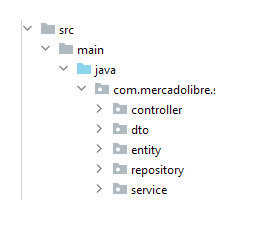 src
main
java
com.mercadolibre.
controller
dto
entity
repository
service